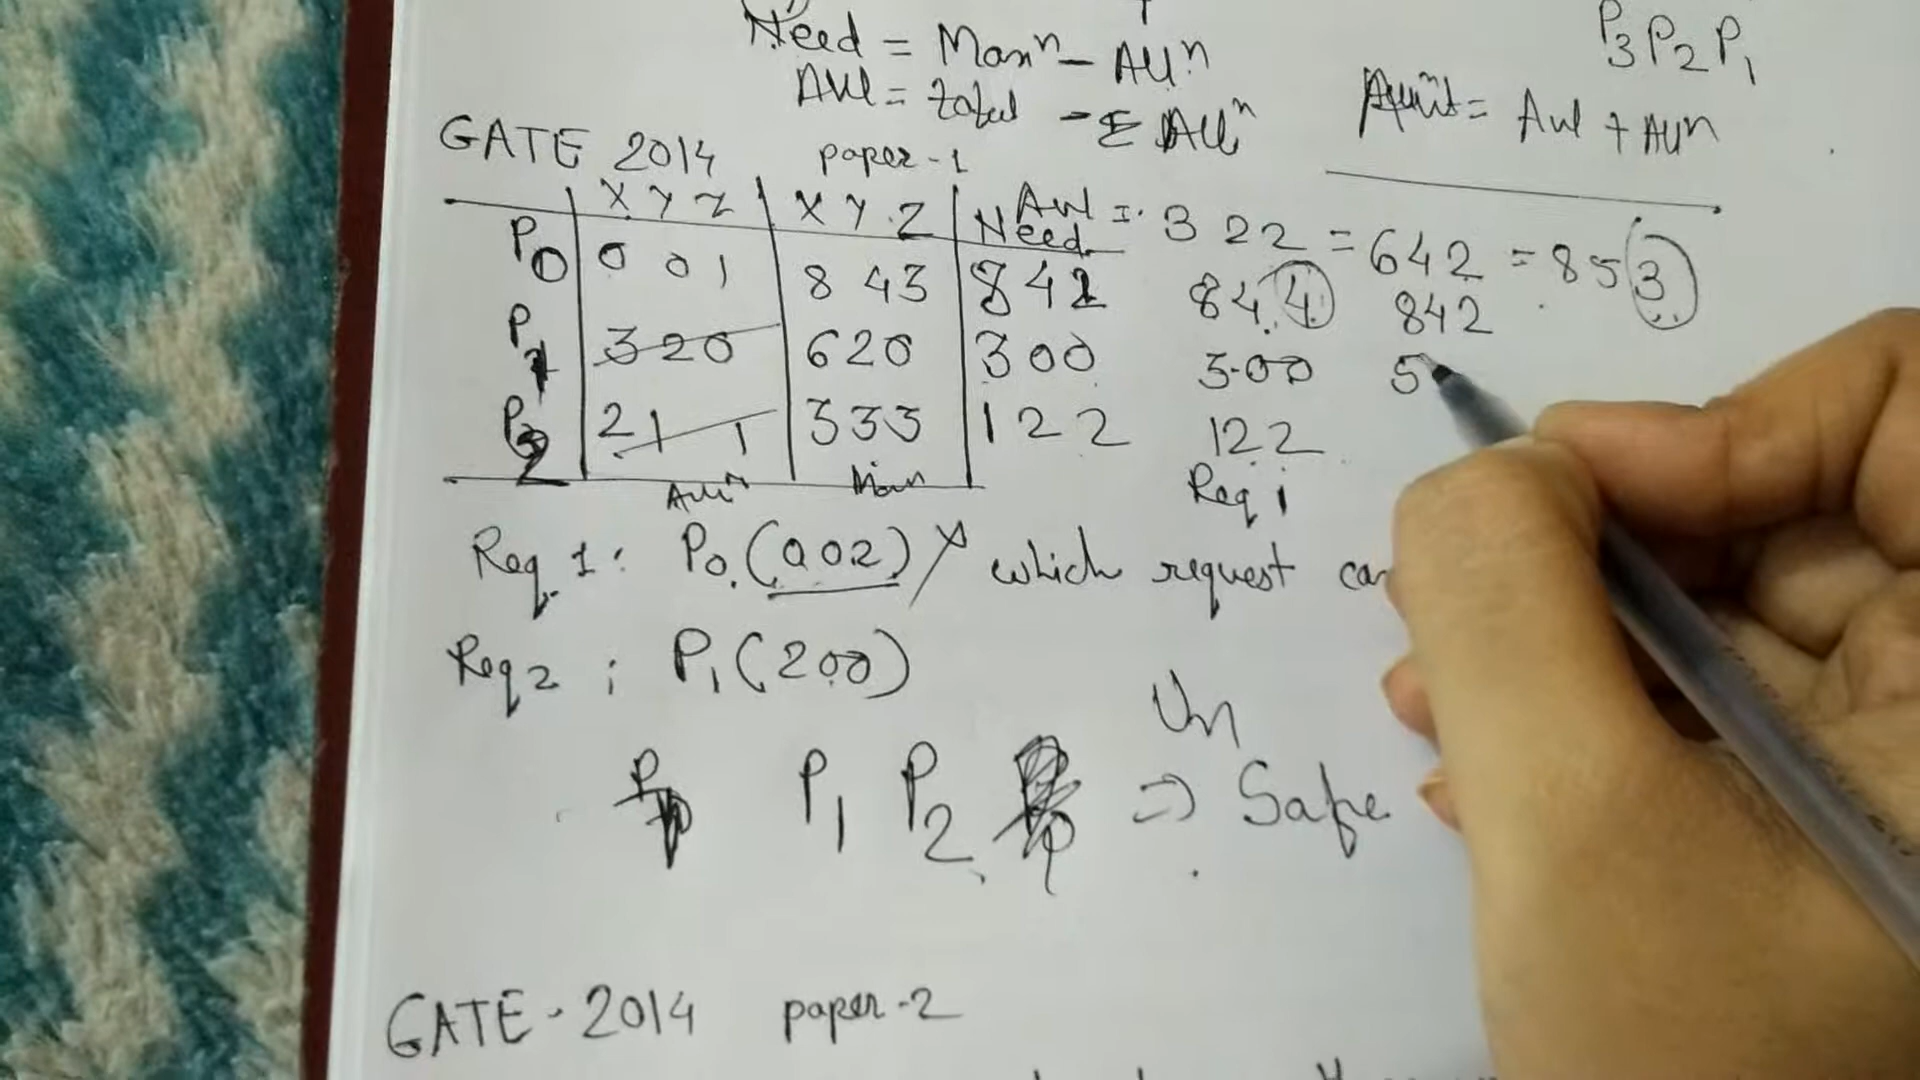 Need = Maxⁿ - Allⁿ
P3 P2 P1
Avl = total - Σ Allⁿ
= Avl + Allⁿ
GATE 2014 paper-1
X Y Z X Y Z Need Avl = 3 2 2 = 6 4 2 = 8 5 3
P0 0 0 1 8 4 3 8 4 2 8 4 4 8 4 2
P1 3 2 0 6 2 0 3 0 0 3 0 0 5
P2 2 1 1 3 3 3 1 2 2 1 2 2
Allⁿ Max Req 1
Req 1: P0 (0 0 2) which request
Req 2 ; P1 (2 0 0)
Un
P1 P2 => Safe
GATE - 2014 paper-2